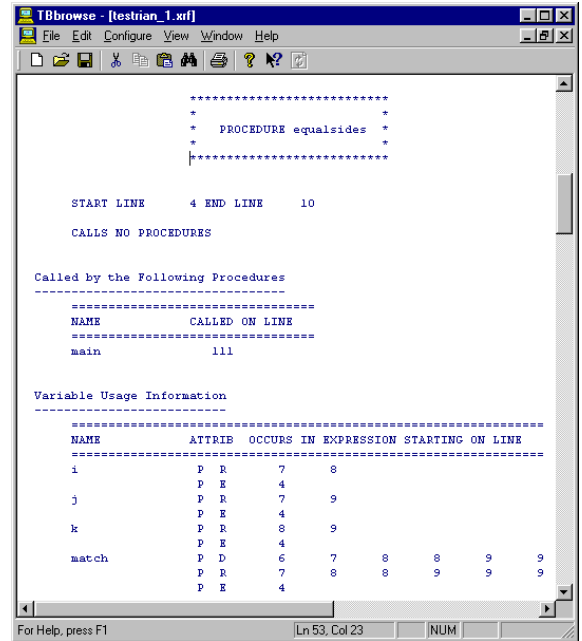 TBbrowse - [testrian_1.xrf]
File Edit Configure View Window Help
***************************
* *
* PROCEDURE equalsides *
* *
***************************
START LINE 4 END LINE 10
CALLS NO PROCEDURES
Called by the Following Procedures
----------------------------------
=================================
NAME CALLED ON LINE
=================================
main 111
Variable Usage Information
--------------------------
================================================================
NAME ATTRIB OCCURS IN EXPRESSION STARTING ON LINE
================================================================
i P R 7 8
P E 4
j P R 7 9
P E 4
k P R 8 9
P E 4
match P D 6 7 8 8 9 9
P R 7 8 8 9 9 9
P E 4
For Help, press F1 Ln 53, Col 23 NUM